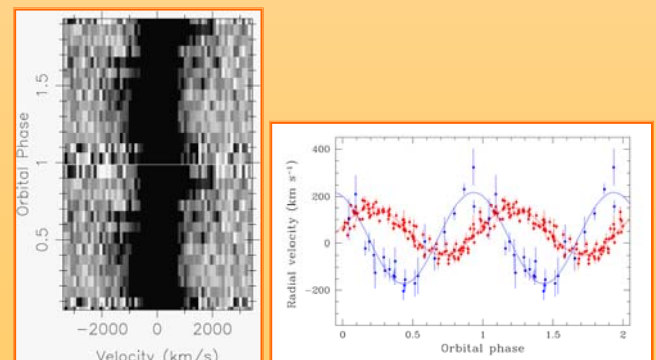 Orbital Phase
1.5
1
0.5
−2000 0 2000
Velocity (km/s)
Radial velocity (km s⁻¹)
400
200
0
−200
0 0.5 1 1.5 2
Orbital phase